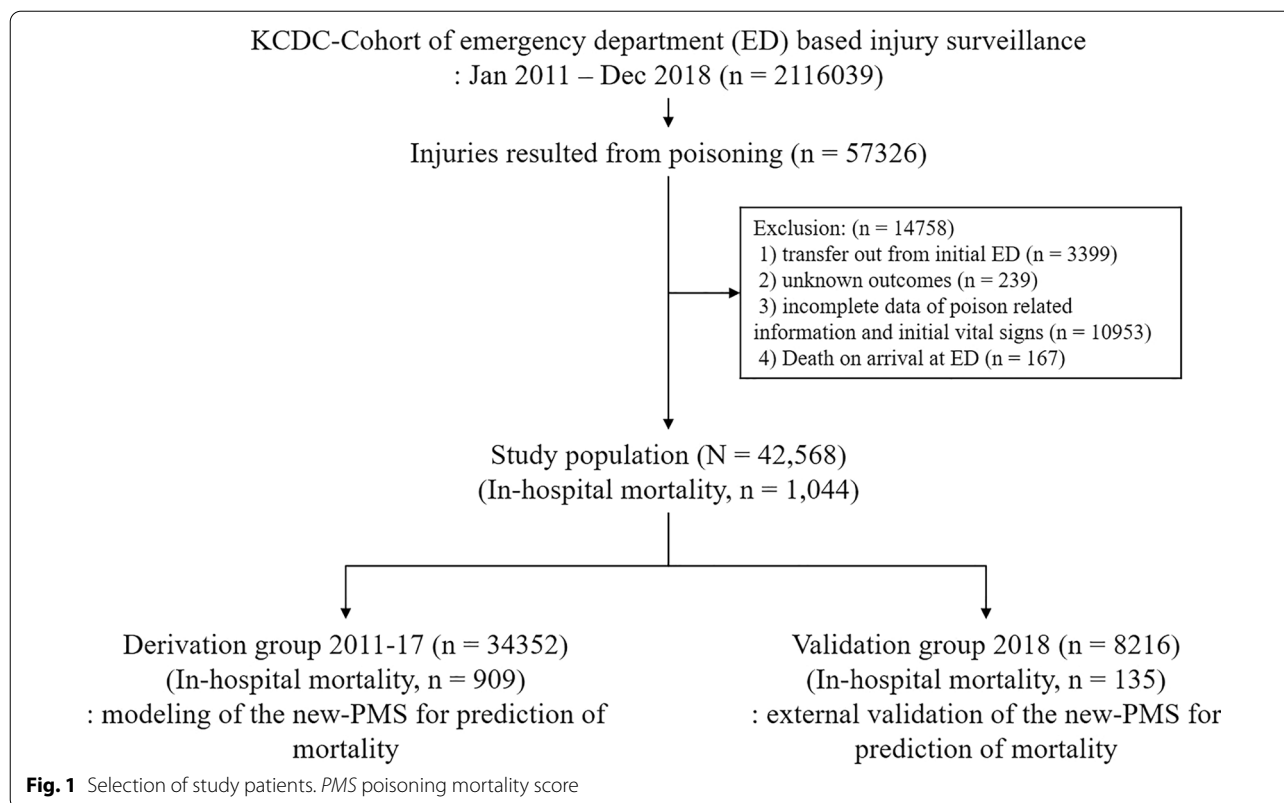 KCDC-Cohort of emergency department (ED) based injury surveillance
: Jan 2011 – Dec 2018 (n = 2116039)
Injuries resulted from poisoning (n = 57326)
Exclusion: (n = 14758)
1) transfer out from initial ED (n = 3399)
2) unknown outcomes (n = 239)
3) incomplete data of poison related
information and initial vital signs (n = 10953)
4) Death on arrival at ED (n = 167)
Study population (N = 42,568)
(In-hospital mortality, n = 1,044)
Derivation group 2011-17 (n = 34352)
(In-hospital mortality, n = 909)
: modeling of the new-PMS for prediction of
mortality
Validation group 2018 (n = 8216)
(In-hospital mortality, n = 135)
: external validation of the new-PMS for
prediction of mortality
Fig. 1 Selection of study patients. PMS poisoning mortality score